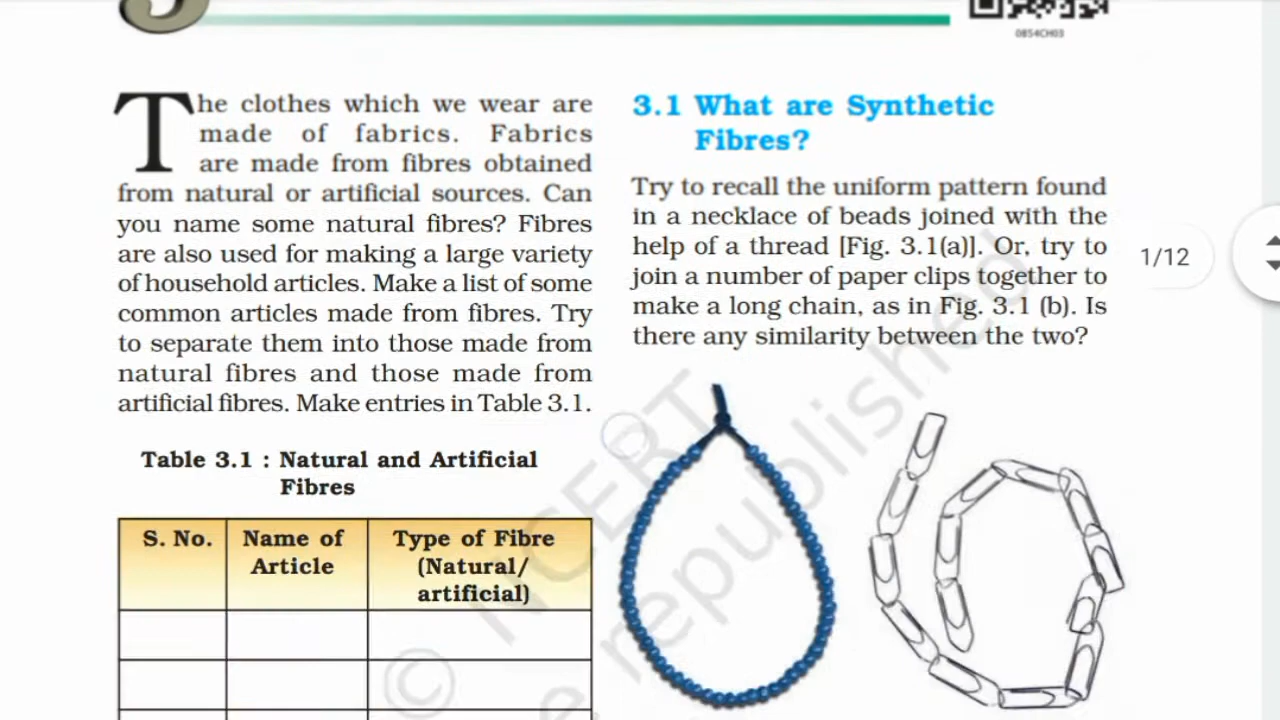 0854CH03
The clothes which we wear are
made of fabrics. Fabrics
are made from fibres obtained
from natural or artificial sources. Can
you name some natural fibres? Fibres
are also used for making a large variety
of household articles. Make a list of some
common articles made from fibres. Try
to separate them into those made from
natural fibres and those made from
artificial fibres. Make entries in Table 3.1.
Table 3.1 : Natural and Artificial
Fibres
S. No.
Name of
Article
Type of Fibre
(Natural/
artificial)
3.1 What are Synthetic
Fibres?
Try to recall the uniform pattern found
in a necklace of beads joined with the
help of a thread [Fig. 3.1(a)]. Or, try to
join a number of paper clips together to
make a long chain, as in Fig. 3.1 (b). Is
there any similarity between the two?
1/12
© NCERT
be republished